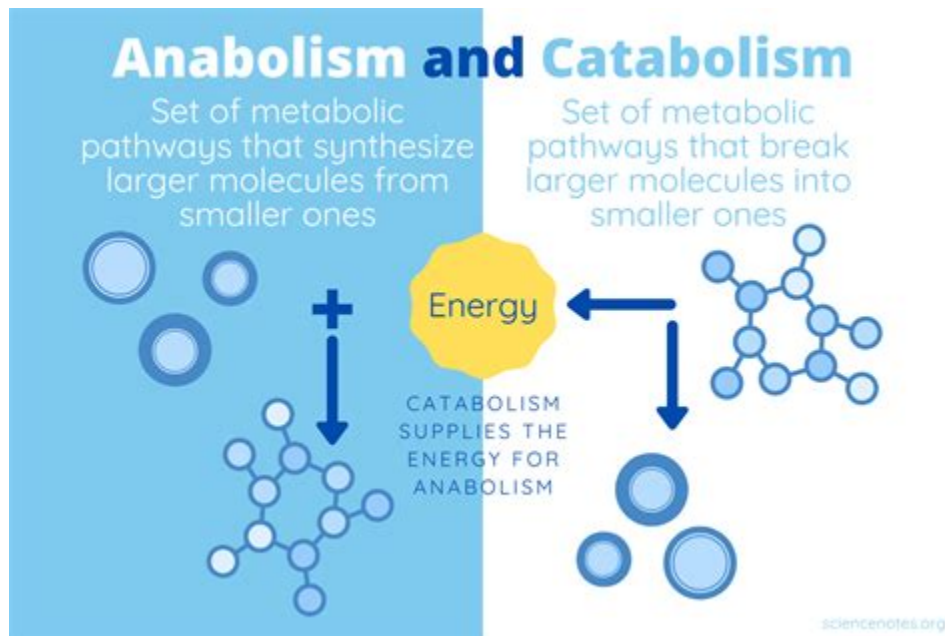 Anabolism and Catabolism
Set of metabolic
pathways that synthesize
larger molecules from
smaller ones
Set of metabolic
pathways that break
larger molecules into
smaller ones
+
Energy
CATABOLISM
SUPPLIES THE
ENERGY FOR
ANABOLISM
sciencenotes.org